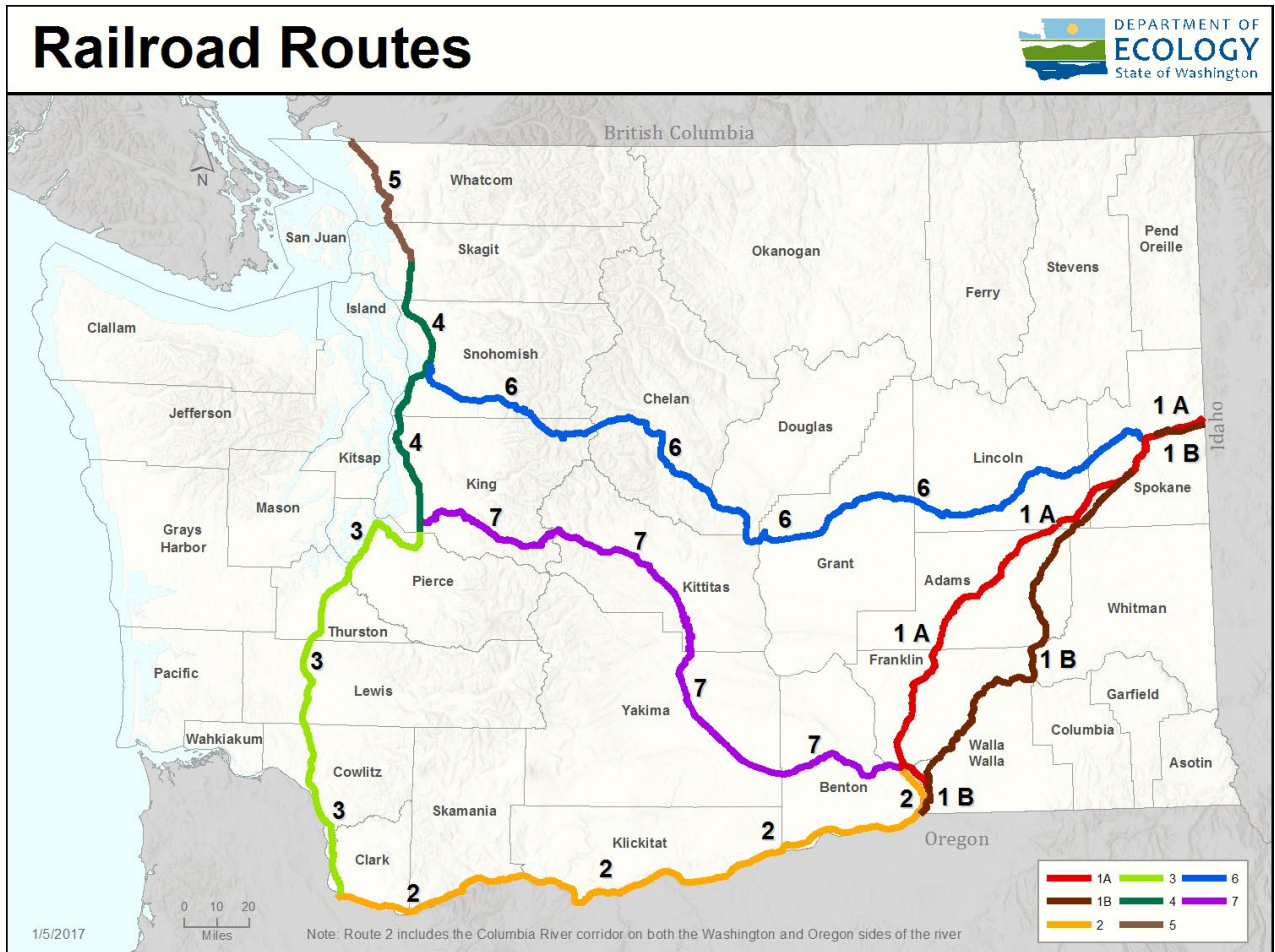 Railroad Routes
DEPARTMENT OF
ECOLOGY
State of Washington
British Columbia
N
5
Whatcom
San Juan
Skagit
Okanogan
Pend
Oreille
Stevens
Ferry
Island
Clallam
4
Snohomish
6
Chelan
Jefferson
Douglas
1 A
Idaho
4
6
Kitsap
1 B
Lincoln
King
Spokane
Mason
6
7
6
1 A
Grays
Harbor
3
7
Grant
Pierce
Kittitas
Adams
Whitman
Thurston
1 A
3
Franklin
1 B
Pacific
Lewis
7
Garfield
Yakima
Columbia
Wahkiakum
7
Walla
Walla
Asotin
Cowlitz
Benton
3
Skamania
2
1 B
2
Klickitat
Oregon
Clark
2
2
1A
3
6
1B
4
7
2
5
0 10 20
Miles
1/5/2017
Note: Route 2 includes the Columbia River corridor on both the Washington and Oregon sides of the river